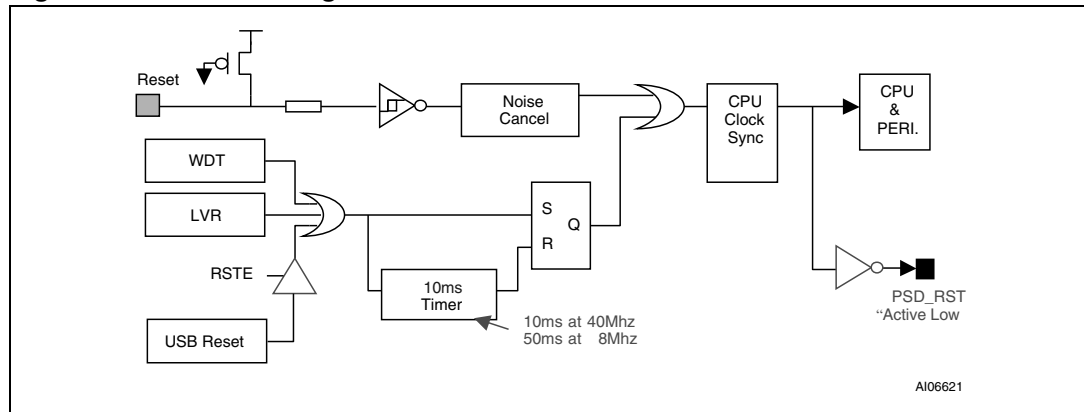 Reset
Noise
Cancel
CPU
Clock
Sync
CPU
&
PERI.
WDT
LVR
S
R
Q
RSTE
10ms
Timer
10ms at 40Mhz
50ms at 8Mhz
USB Reset
PSD_RST
“Active Low
AI06621